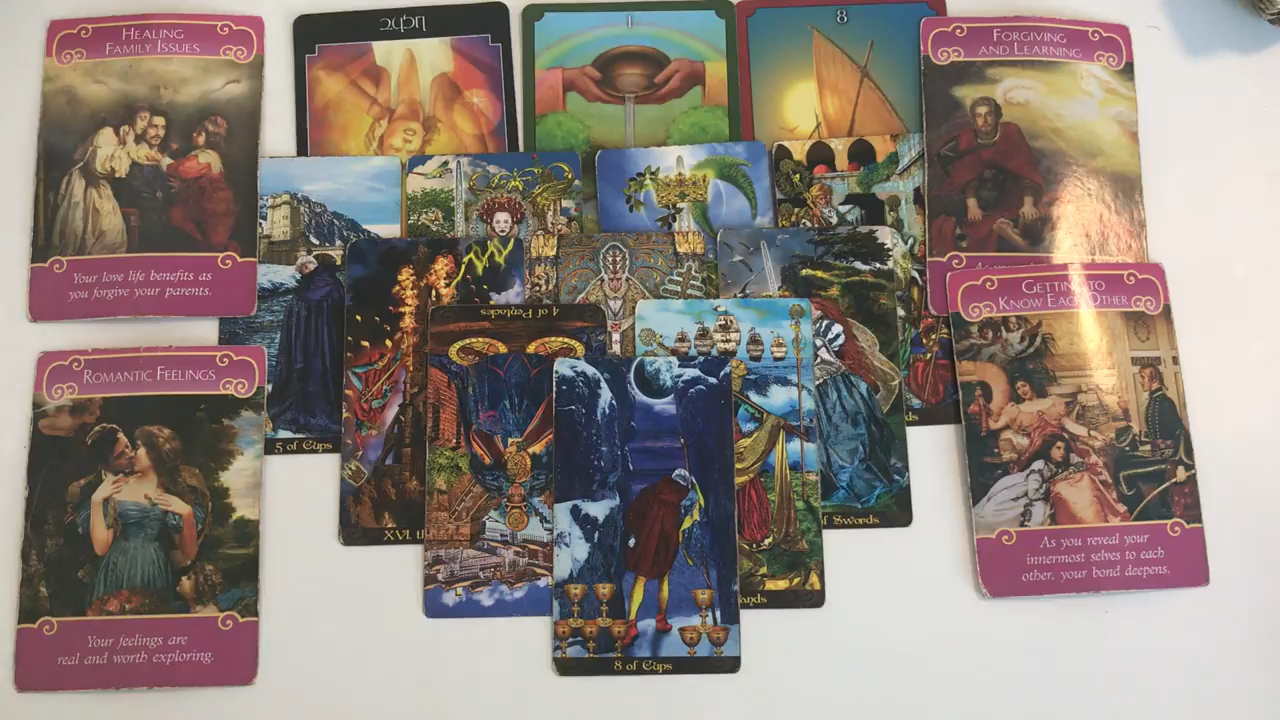 HEALING
FAMILY ISSUES
Your love life benefits as
you forgive your parents.
1
8
FORGIVING
AND LEARNING
GETTING TO
KNOW EACH OTHER
As you reveal your
innermost selves to each
other, your bond deepens.
ROMANTIC FEELINGS
Your feelings are
real and worth exploring.
5 of Cups
XVI.
4 of Pentacles
of Swords
8 of Cups